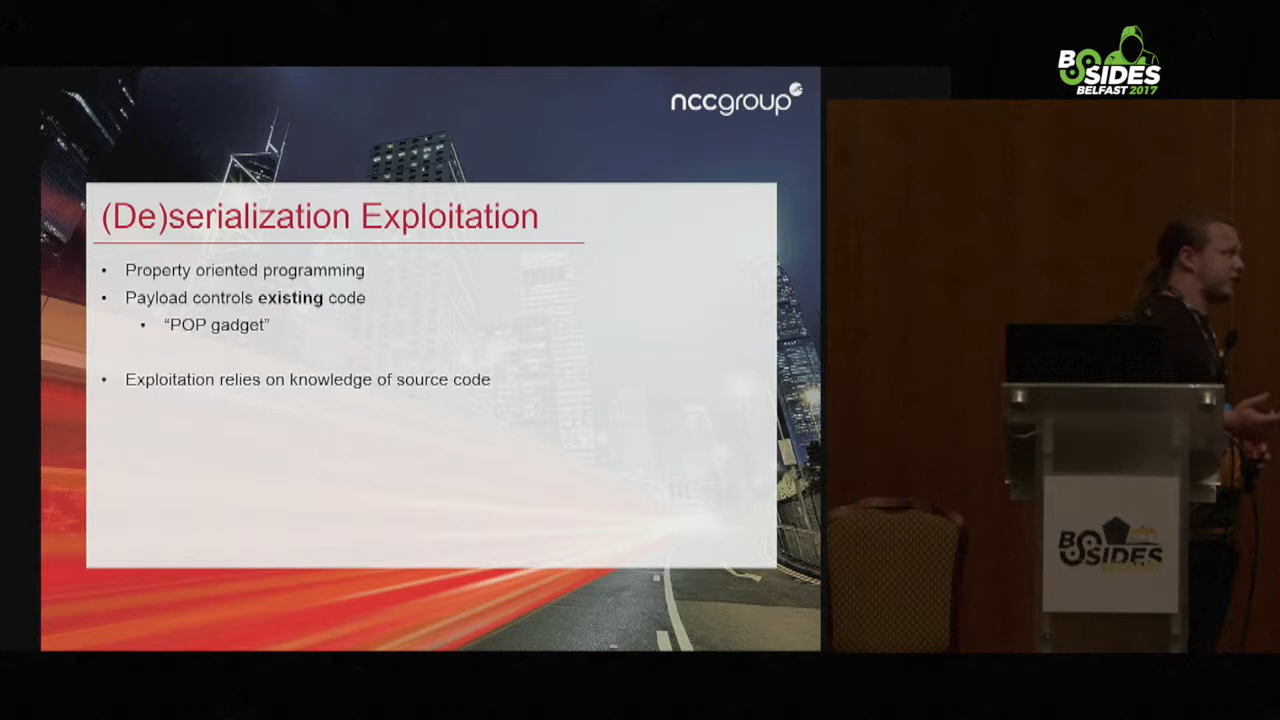 BSIDES
BELFAST 2017
nccgroup
(De)serialization Exploitation
• Property oriented programming
• Payload controls existing code
• “POP gadget”
• Exploitation relies on knowledge of source code
BSIDES